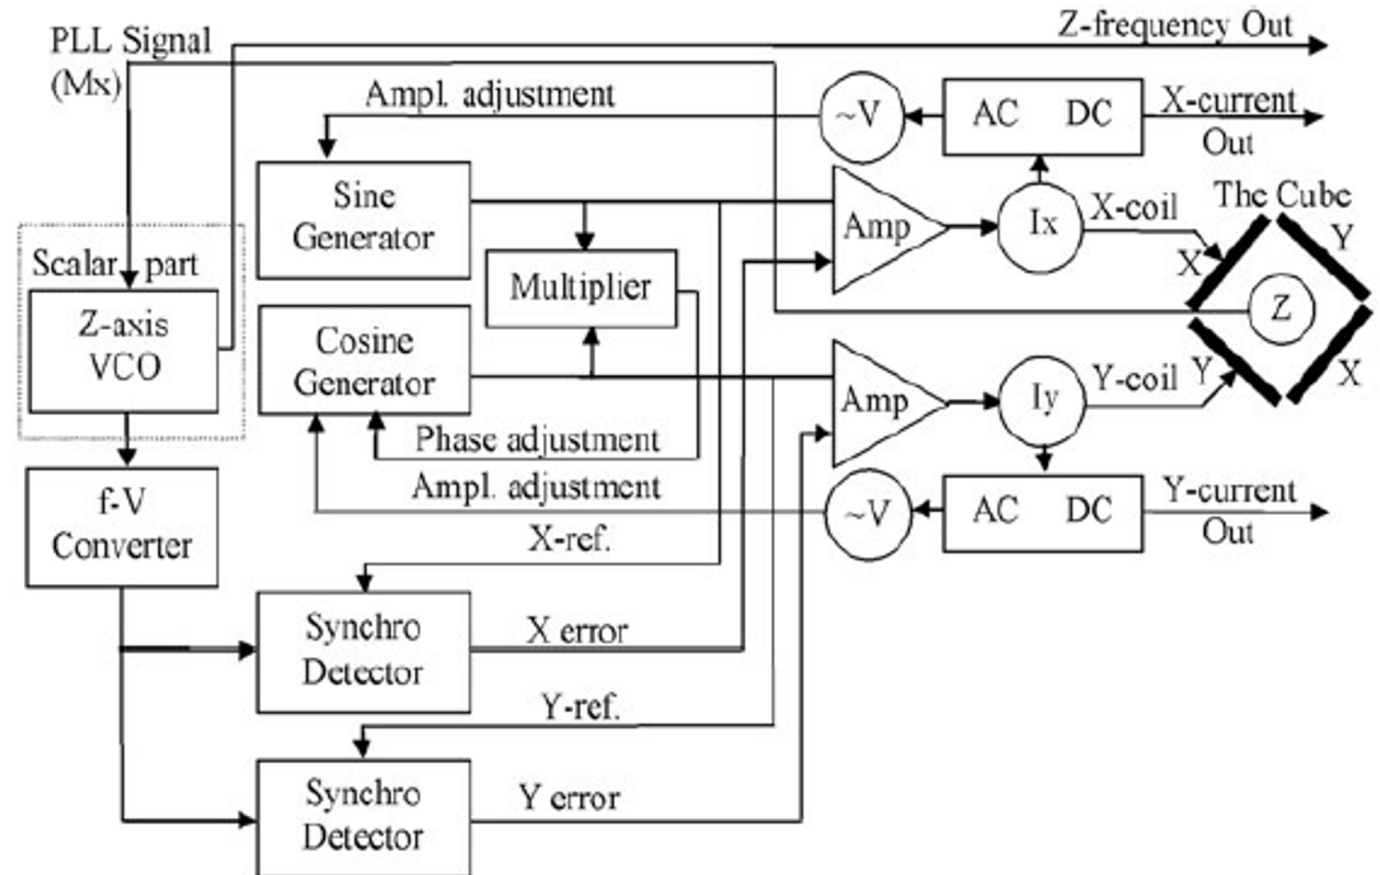 Z-frequency Out
PLL Signal
(Mx)
Ampl. adjustment
~V
AC DC
X-current
Out
Sine
Generator
Amp
Ix
X-coil
The Cube
X
Y
Scalar part
Multiplier
Z
Z-axis
VCO
Cosine
Generator
Amp
Iy
Y-coil
Y
X
Phase adjustment
Ampl. adjustment
~V
AC DC
Y-current
Out
f-V
Converter
X-ref.
Synchro
Detector
X error
Y-ref.
Synchro
Detector
Y error